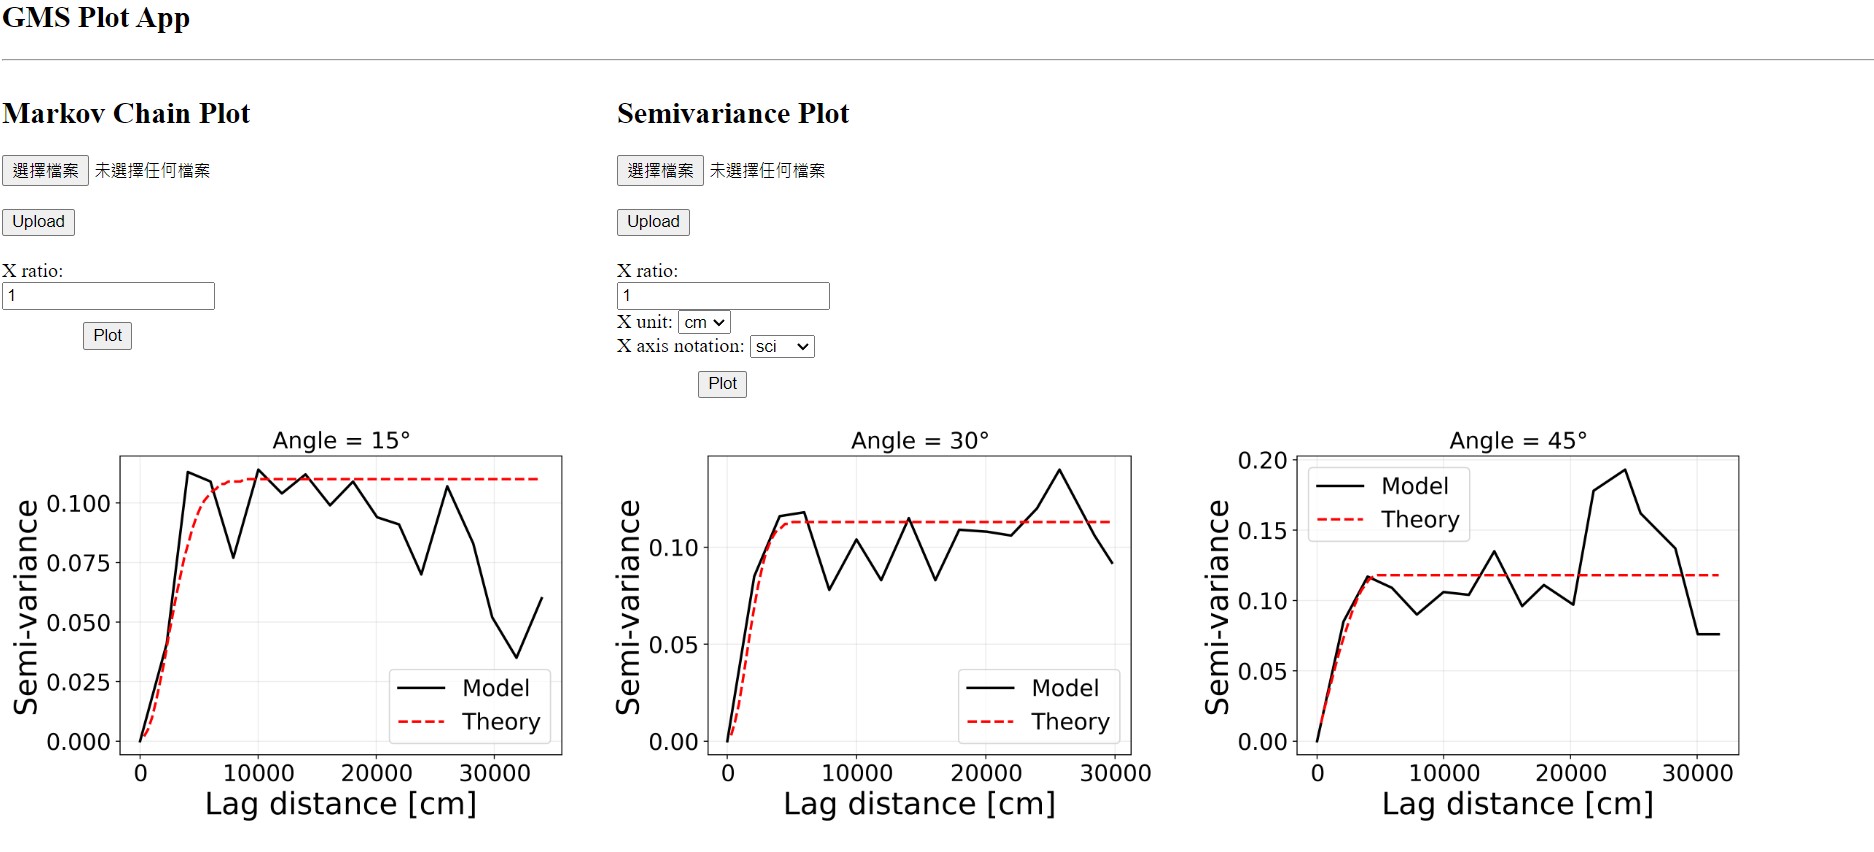 GMS Plot App
Markov Chain Plot
選擇檔案 未選擇任何檔案
Upload
X ratio:
1
Plot
Semivariance Plot
選擇檔案 未選擇任何檔案
Upload
X ratio:
1
X unit: cm
X axis notation: sci
Plot
Angle = 15°
Semi-variance
0.100
0.075
0.050
0.025
0.000
Model
Theory
0 10000 20000 30000
Lag distance [cm]
Angle = 30°
Semi-variance
0.10
0.05
0.00
Model
Theory
0 10000 20000 30000
Lag distance [cm]
Angle = 45°
Semi-variance
0.20
0.15
0.10
0.05
0.00
Model
Theory
0 10000 20000 30000
Lag distance [cm]